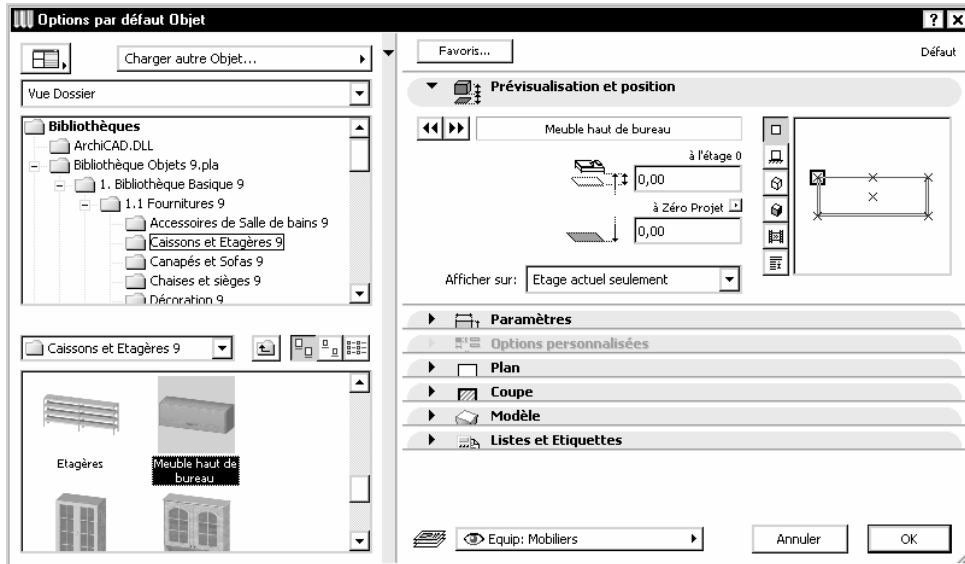 Options par défaut Objet
Charger autre Objet...
Vue Dossier
Bibliothèques
ArchiCAD.DLL
Bibliothèque Objets 9.pla
1. Bibliothèque Basique 9
1.1 Fournitures 9
Accessoires de Salle de bains 9
Caissons et Etagères 9
Canapés et Sofas 9
Chaises et sièges 9
Décoration 9
Caissons et Etagères 9
Etagères
Meuble haut de
bureau
Favoris...
Défaut
Prévisualisation et position
Meuble haut de bureau
à l'étage 0
0,00
à Zéro Projet
0,00
Afficher sur: Etage actuel seulement
Paramètres
Options personnalisées
Plan
Coupe
Modèle
Listes et Etiquettes
Equip: Mobiliers
Annuler
OK